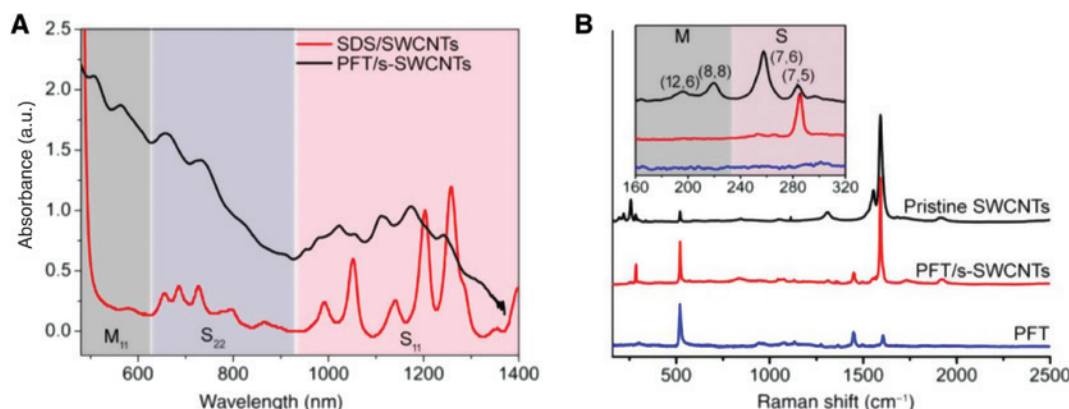 A
SDS/SWCNTs
PFT/s-SWCNTs
2.5
2.0
1.5
1.0
0.5
0.0
Absorbance (a.u.)
M11
S22
S11
600
800
1000
1200
1400
Wavelength (nm)
B
M
S
(12,6)
(8,8)
(7,6)
(7,5)
160
200
240
280
320
Pristine SWCNTs
PFT/s-SWCNTs
PFT
500
1000
1500
2000
2500
Raman shift (cm⁻¹)